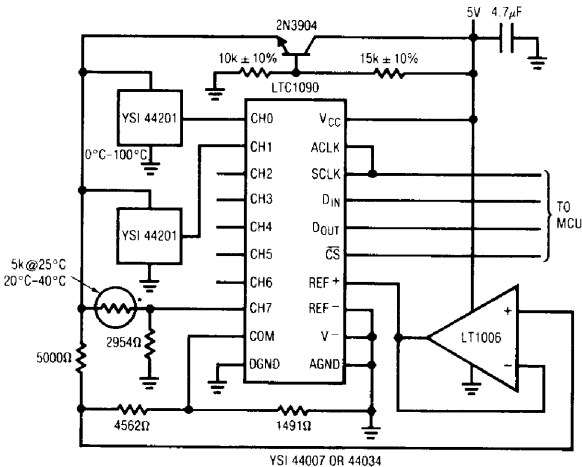 5V
4.7µF
2N3904
10k ± 10%
15k ± 10%
LTC1090
YSI 44201
0°C–100°C
YSI 44201
5k@25°C
20°C–40°C
*
CH0
CH1
CH2
CH3
CH4
CH5
CH6
CH7
COM
DGND
VCC
ACLK
SCLK
DIN
DOUT
CS
REF+
REF–
V–
AGND
TO
MCU
+
LT1006
–
5000Ω
2954Ω
4562Ω
1491Ω
YSI 44007 OR 44034